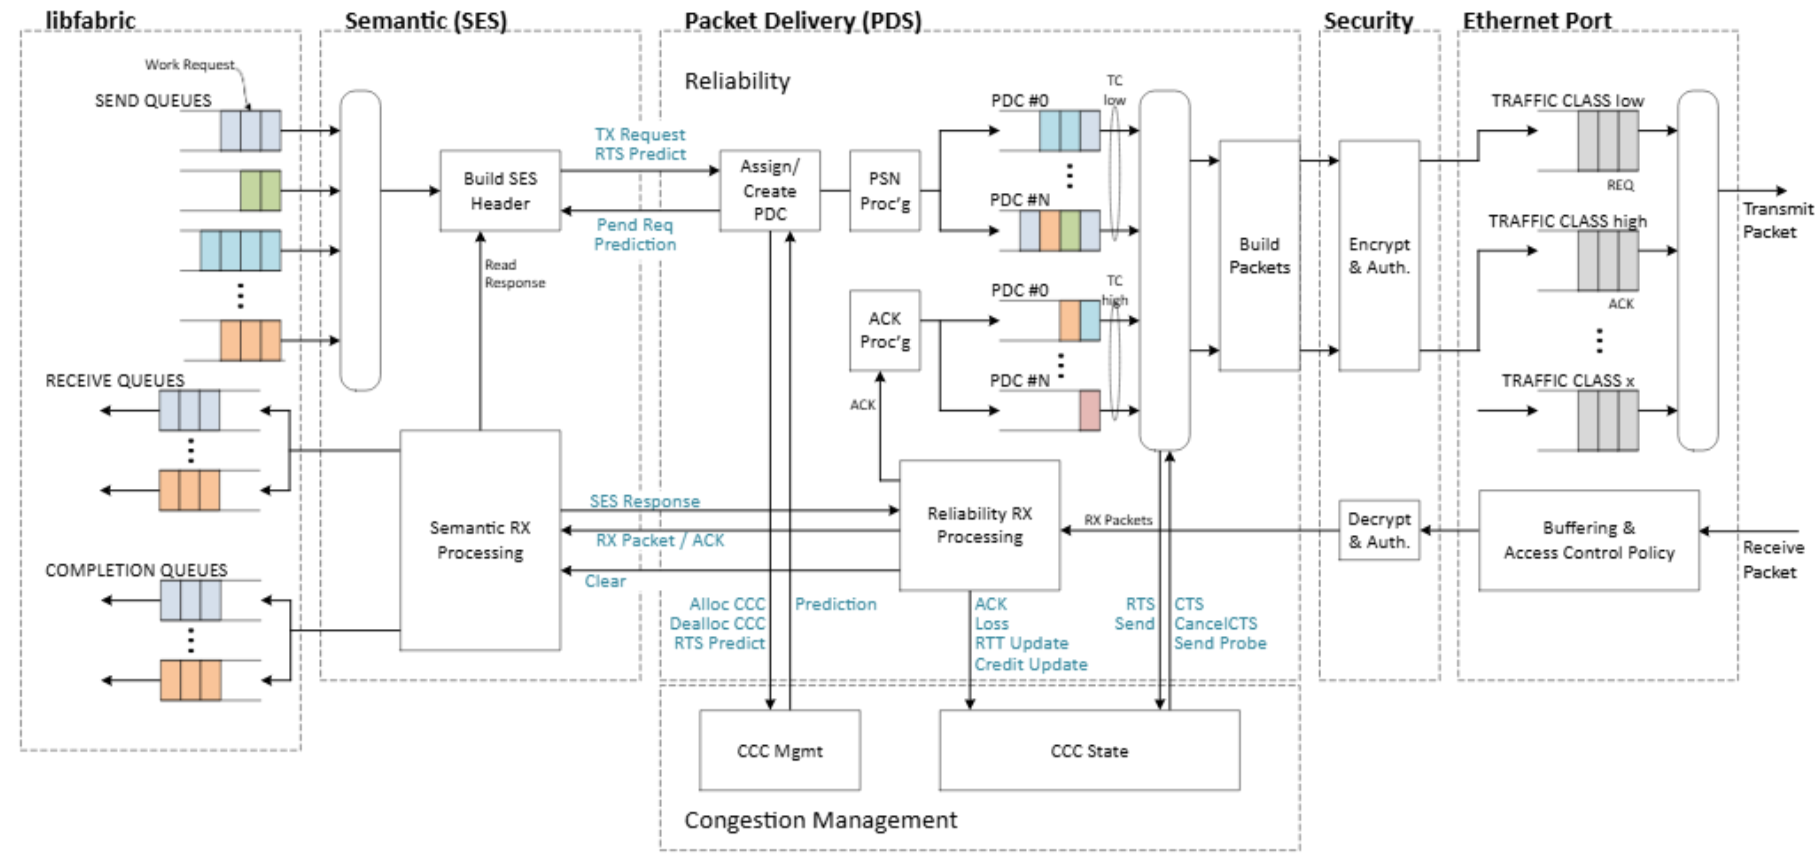 libfabric
Semantic (SES)
Packet Delivery (PDS)
Security
Ethernet Port
Work Request
SEND QUEUES
Reliability
TX Request
RTS Predict
Build SES
Header
Pend Req
Prediction
Read
Response
Assign/
Create
PDC
PSN
Proc'g
PDC #0
TC
low
PDC #N
ACK
Proc'g
PDC #0
TC
high
PDC #N
ACK
Build
Packets
Encrypt
& Auth.
TRAFFIC CLASS low
REQ
TRAFFIC CLASS high
ACK
TRAFFIC CLASS x
Transmit
Packet
RECEIVE QUEUES
COMPLETION QUEUES
Semantic RX
Processing
SES Response
RX Packet / ACK
Clear
Reliability RX
Processing
RX Packets
Decrypt
& Auth.
Buffering &
Access Control Policy
Receive
Packet
Alloc CCC
Dealloc CCC
RTS Predict
Prediction
ACK
Loss
RTT Update
Credit Update
RTS
Send
CTS
CancelCTS
Send Probe
CCC Mgmt
CCC State
Congestion Management